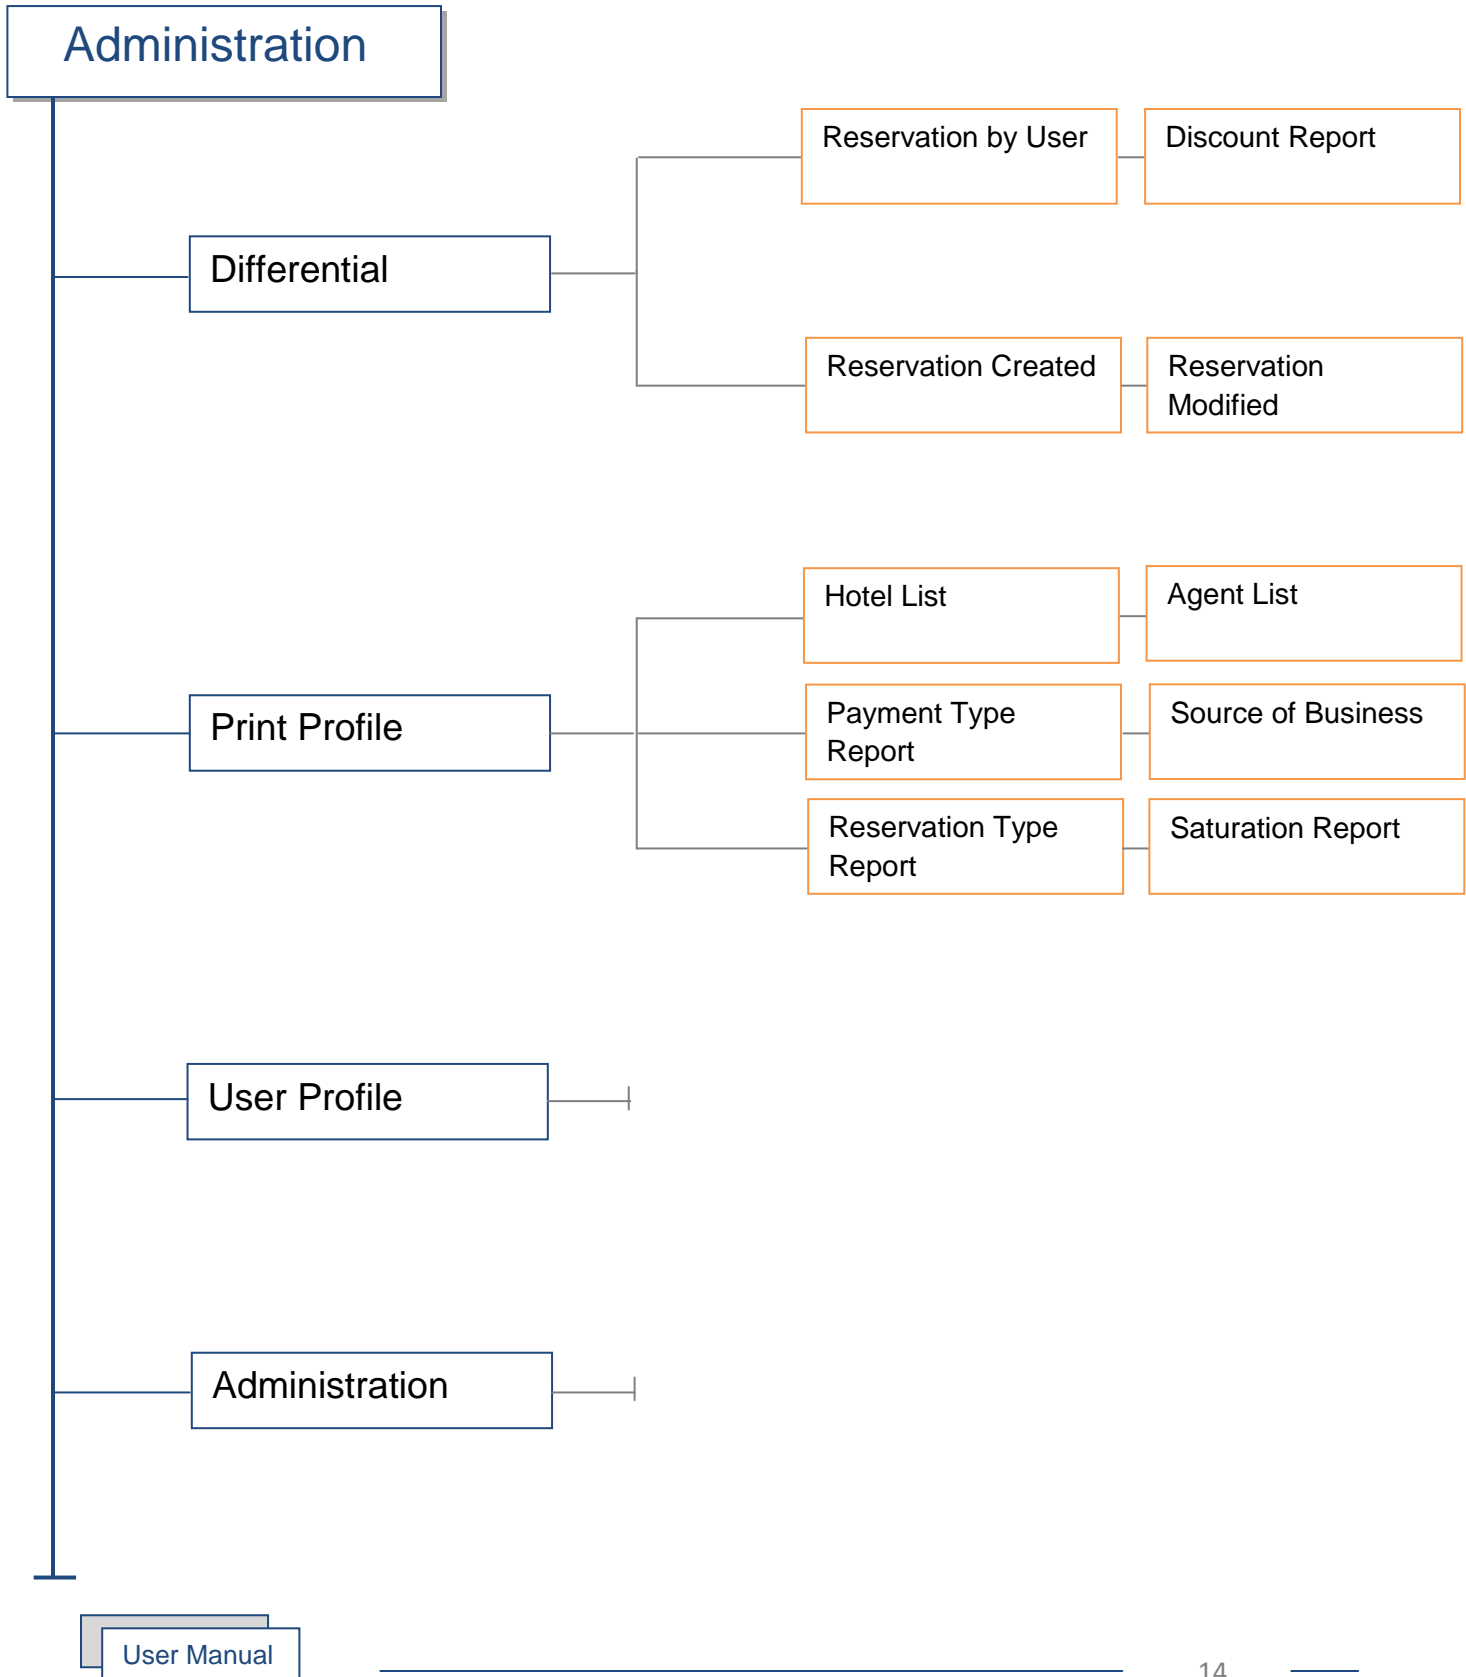 Administration
Reservation by User
Discount Report
Differential
Reservation Created
Reservation
Modified
Hotel List
Agent List
Print Profile
Payment Type
Report
Source of Business
Reservation Type
Report
Saturation Report
User Profile
Administration
User Manual
14